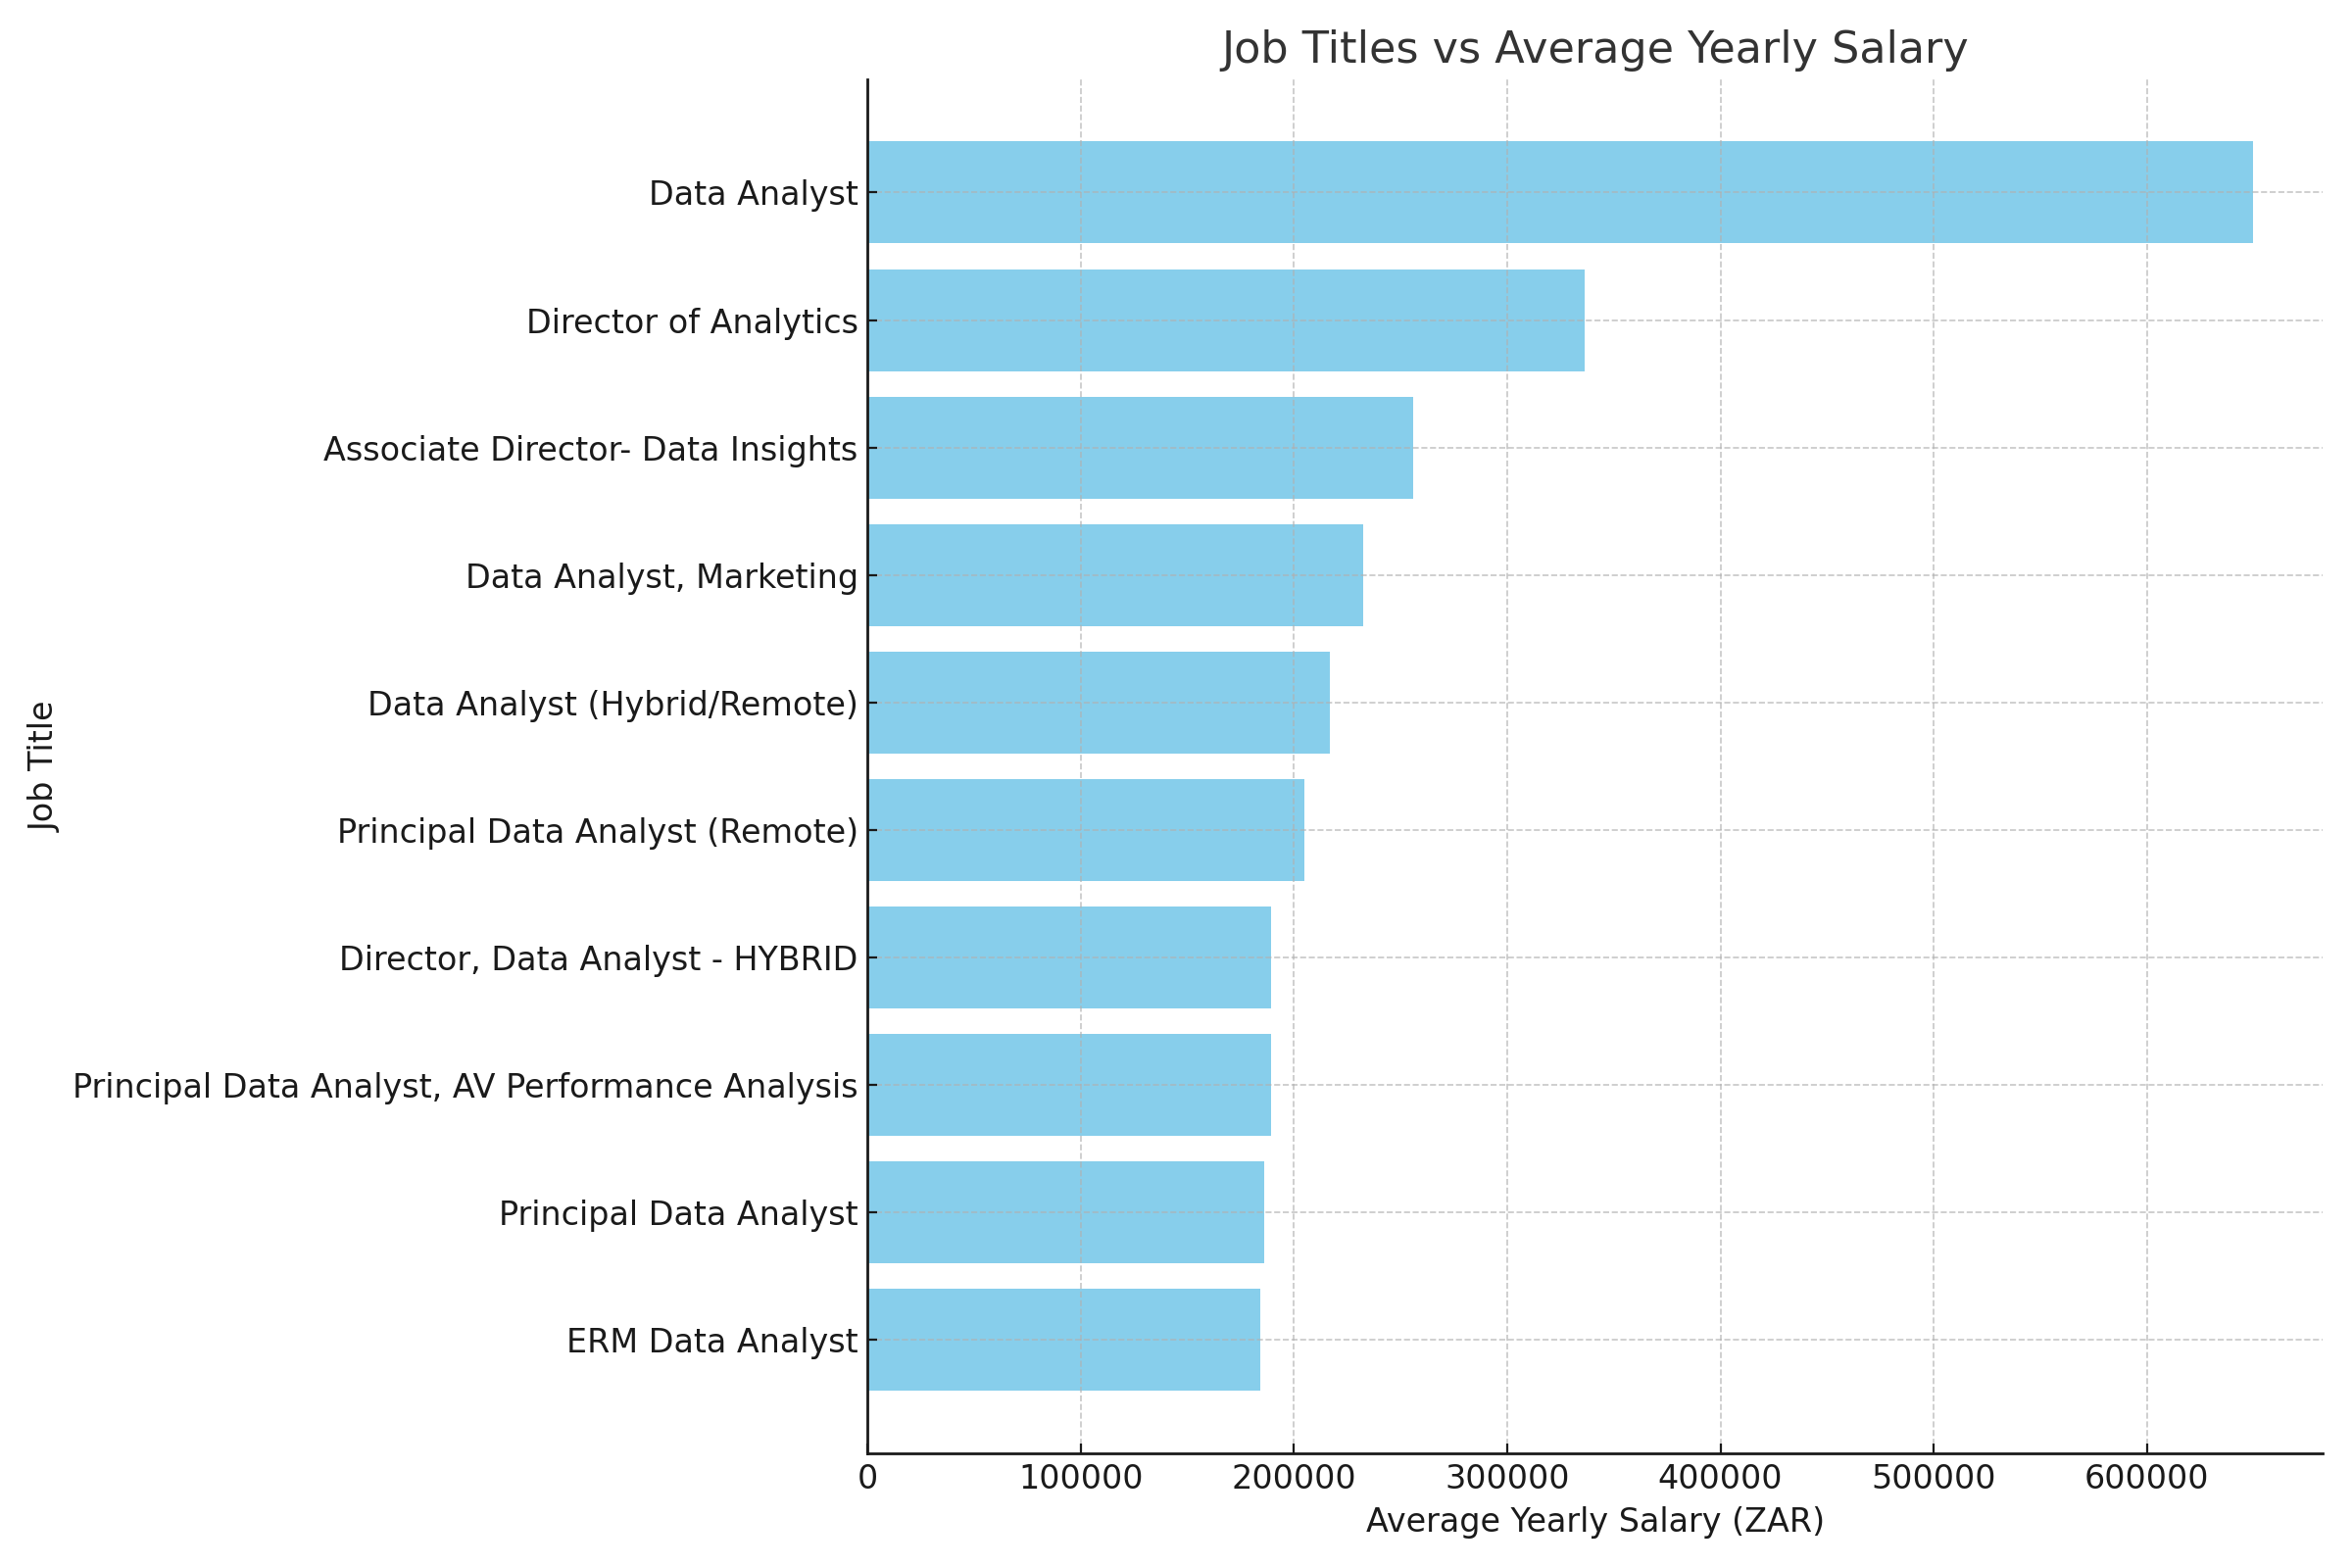 Job Titles vs Average Yearly Salary
Job Title
Data Analyst
Director of Analytics
Associate Director- Data Insights
Data Analyst, Marketing
Data Analyst (Hybrid/Remote)
Principal Data Analyst (Remote)
Director, Data Analyst - HYBRID
Principal Data Analyst, AV Performance Analysis
Principal Data Analyst
ERM Data Analyst
0 100000 200000 300000 400000 500000 600000
Average Yearly Salary (ZAR)